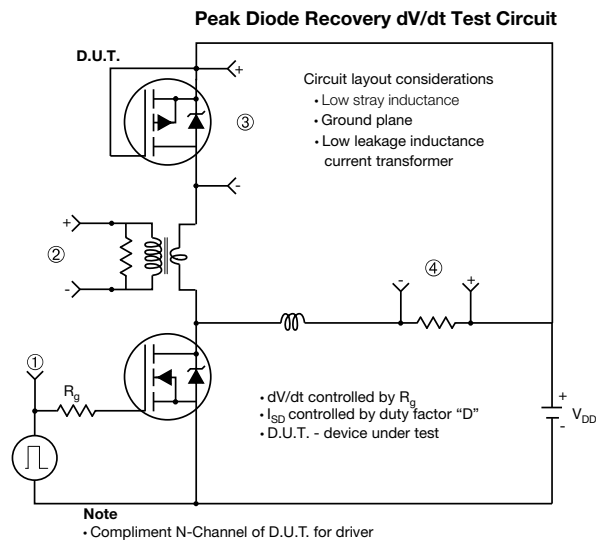 Peak Diode Recovery dV/dt Test Circuit
D.U.T.
+
Circuit layout considerations
• Low stray inductance
③
• Ground plane
• Low leakage inductance
current transformer
-
+
②
-
④
-
+
①
Rg
• dV/dt controlled by Rg
• ISD controlled by duty factor “D”
• D.U.T. - device under test
+
VDD
-
Note
• Compliment N-Channel of D.U.T. for driver